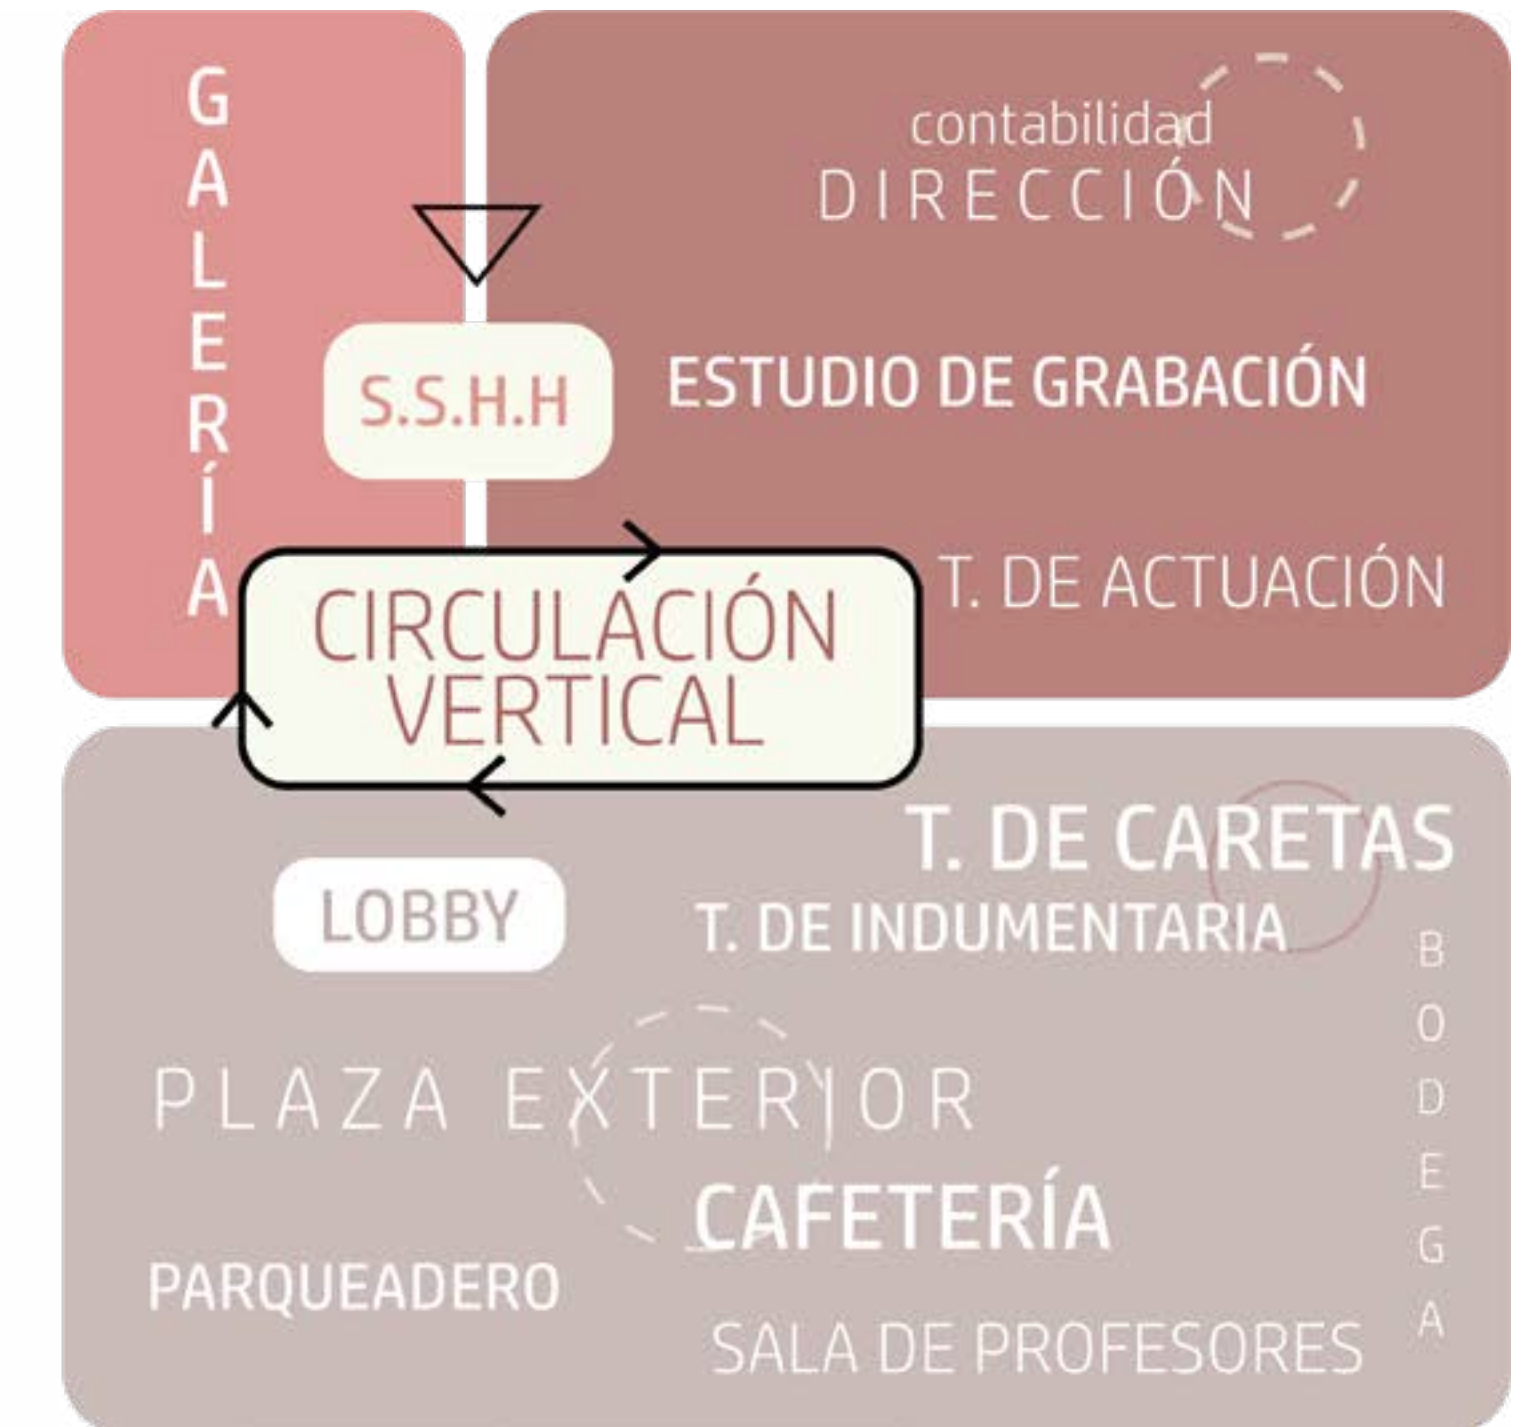 GALERÍA
contabilidad
DIRECCIÓN
S.S.H.H
ESTUDIO DE GRABACIÓN
T. DE ACTUACIÓN
CIRCULACIÓN
VERTICAL
T. DE CARETAS
LOBBY
T. DE INDUMENTARIA
BODEGA
PLAZA EXTERIOR
CAFETERÍA
PARQUEADERO
SALA DE PROFESORES